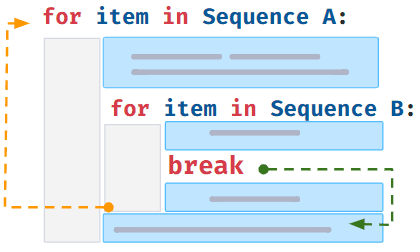 for item in Sequence A:
for item in Sequence B:
break